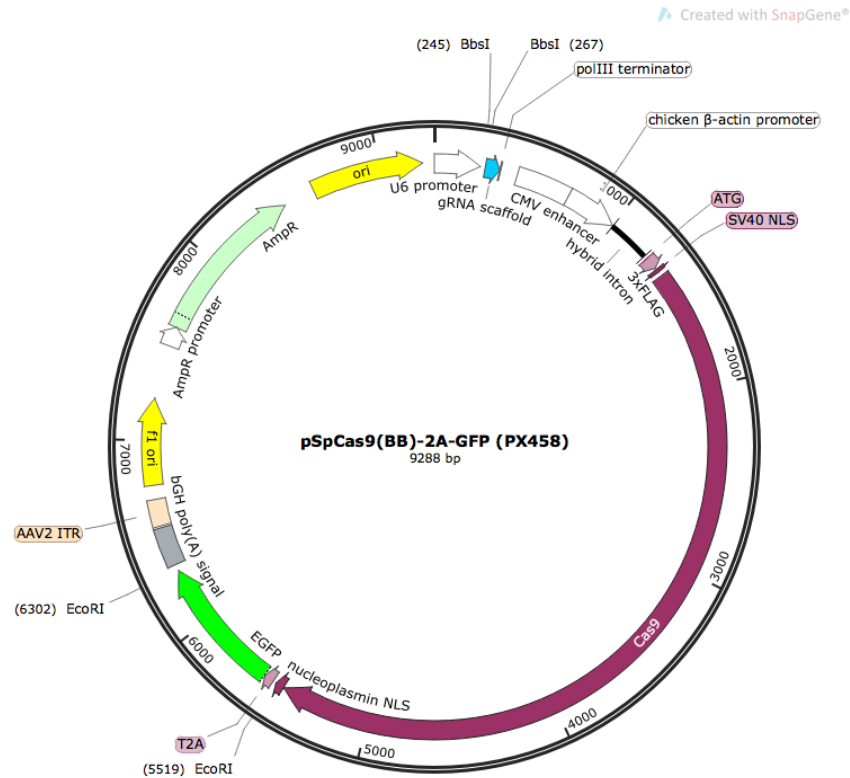 Created with SnapGene®
(245) BbsI
BbsI (267)
polIII terminator
chicken β-actin promoter
9000
ori
U6 promoter
gRNA scaffold
CMV enhancer
1000
ATG
SV40 NLS
hybrid intron
3xFLAG
8000
AmpR
AmpR promoter
2000
pSpCas9(BB)-2A-GFP (PX458)
9288 bp
7000
f1 ori
AAV2 ITR
bGH poly(A) signal
3000
Cas9
(6302) EcoRI
6000
EGFP
nucleoplasmin NLS
4000
T2A
5000
(5519) EcoRI